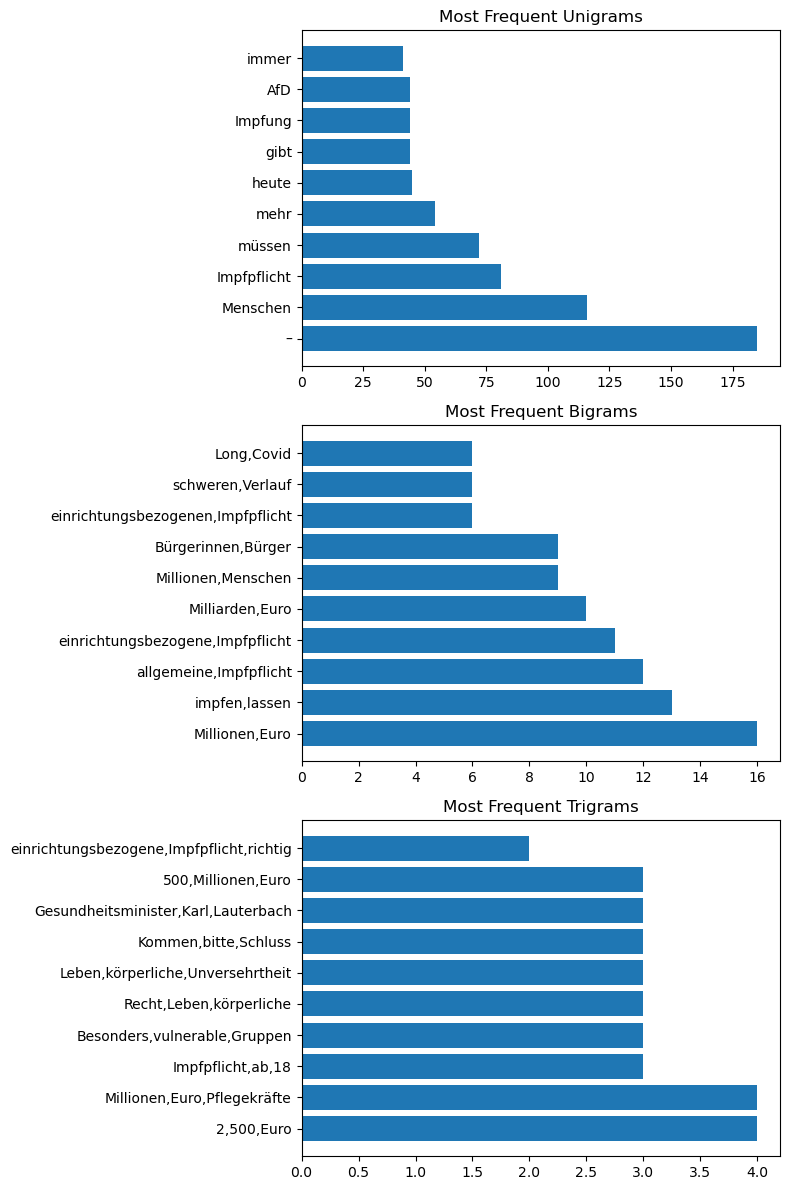 Most Frequent Unigrams
immer
AfD
Impfung
gibt
heute
mehr
müssen
Impfpflicht
Menschen
–
0 25 50 75 100 125 150 175
Most Frequent Bigrams
Long,Covid
schweren,Verlauf
einrichtungsbezogenen,Impfpflicht
Bürgerinnen,Bürger
Millionen,Menschen
Milliarden,Euro
einrichtungsbezogene,Impfpflicht
allgemeine,Impfpflicht
impfen,lassen
Millionen,Euro
0 2 4 6 8 10 12 14 16
Most Frequent Trigrams
einrichtungsbezogene,Impfpflicht,richtig
500,Millionen,Euro
Gesundheitsminister,Karl,Lauterbach
Kommen,bitte,Schluss
Leben,körperliche,Unversehrtheit
Recht,Leben,körperliche
Besonders,vulnerable,Gruppen
Impfpflicht,ab,18
Millionen,Euro,Pflegekräfte
2,500,Euro
0.0 0.5 1.0 1.5 2.0 2.5 3.0 3.5 4.0